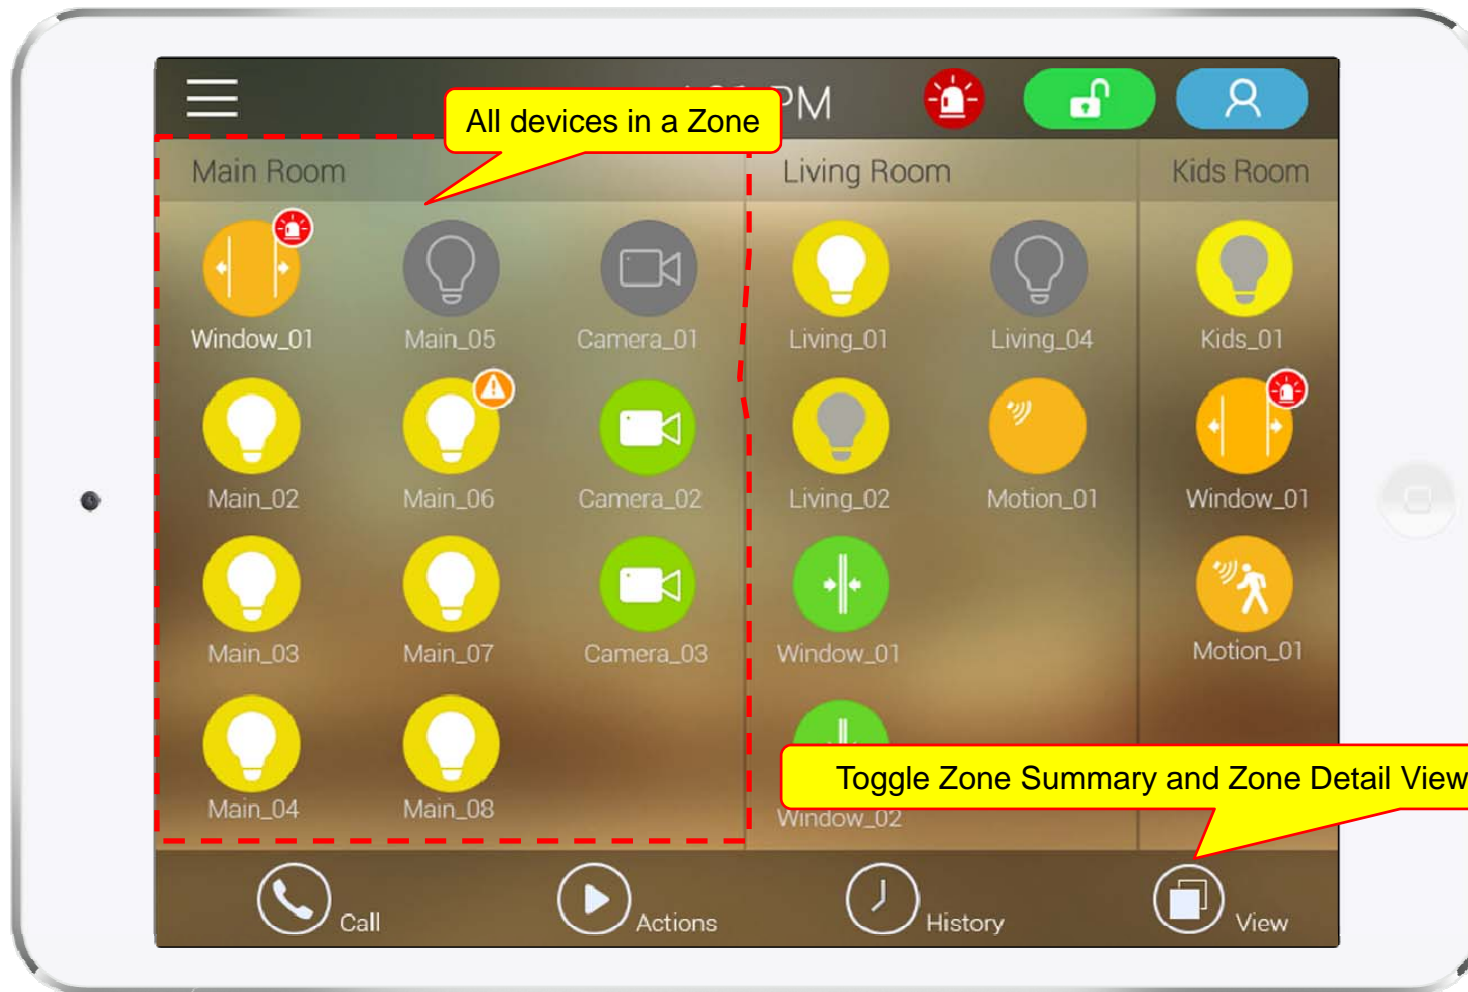 PM
All devices in a Zone
Main Room
Living Room
Kids Room
Window_01
Main_05
Camera_01
Living_01
Living_04
Kids_01
Main_02
Main_06
Camera_02
Living_02
Motion_01
Window_01
Main_03
Main_07
Camera_03
Window_01
Motion_01
Main_04
Main_08
Window_02
Toggle Zone Summary and Zone Detail View
Call
Actions
History
View